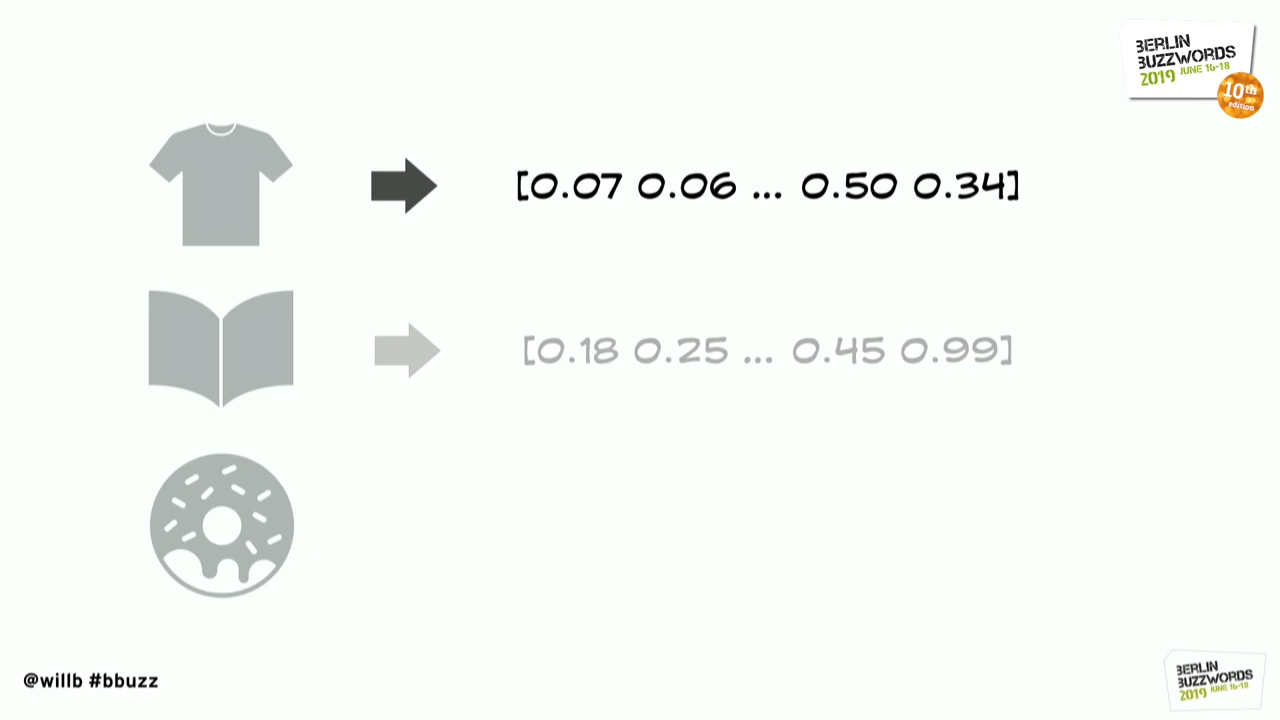 BERLIN
BUZZWORDS
2019 JUNE 16-18
10th
edition
[0.07 0.06 ... 0.50 0.34]
[0.18 0.25 ... 0.45 0.99]
@willb #bbuzz
BERLIN
BUZZWORDS
2019 JUNE 16-18